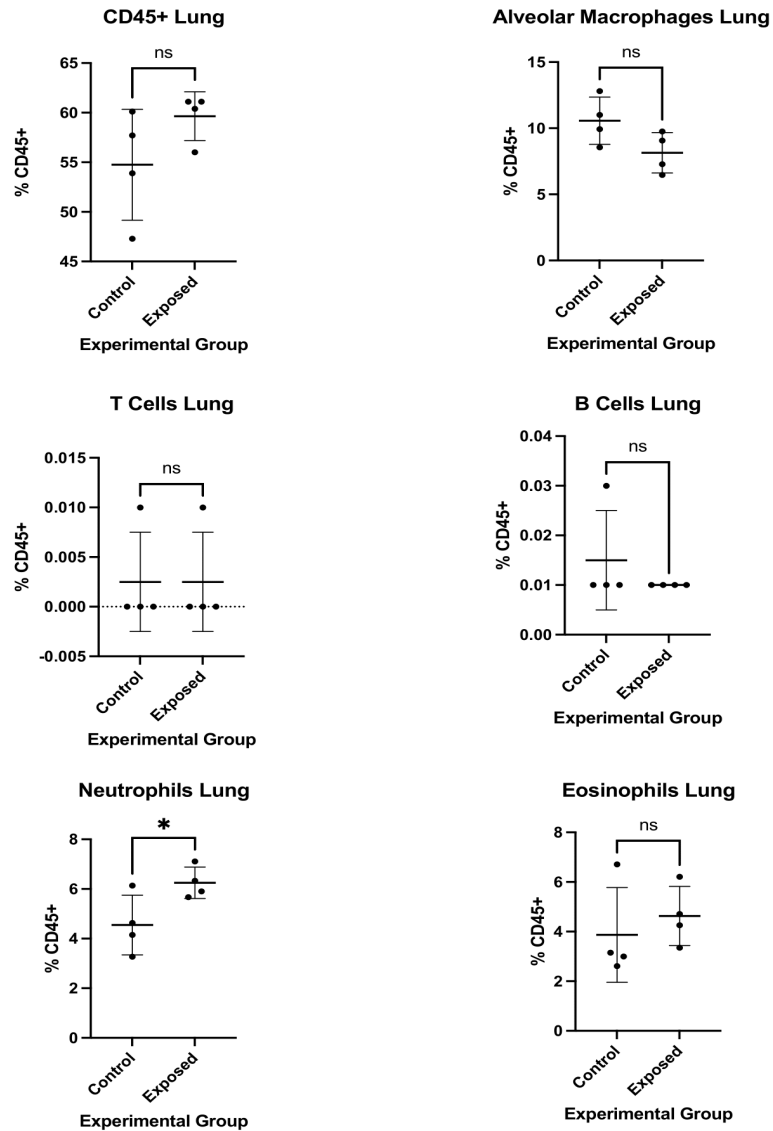 CD45+ Lung
ns
65
60
55
50
45
% CD45+
Control
Exposed
Experimental Group
Alveolar Macrophages Lung
ns
15
10
5
0
% CD45+
Control
Exposed
Experimental Group
T Cells Lung
ns
0.015
0.010
0.005
0.000
-0.005
% CD45+
Control
Exposed
Experimental Group
B Cells Lung
ns
0.04
0.03
0.02
0.01
0.00
% CD45+
Control
Exposed
Experimental Group
Neutrophils Lung
*
8
6
4
2
0
% CD45+
Control
Exposed
Experimental Group
Eosinophils Lung
ns
8
6
4
2
0
% CD45+
Control
Exposed
Experimental Group